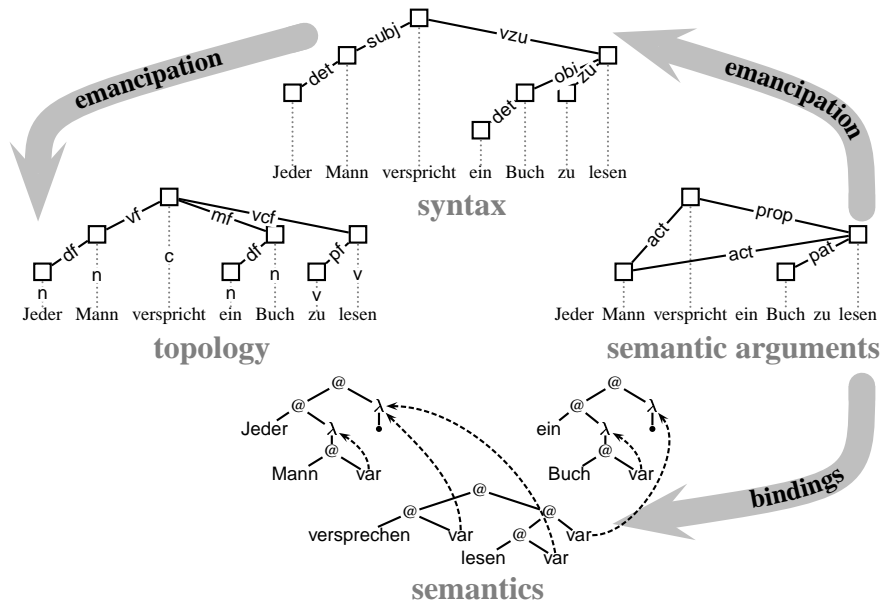 subj vzu
det obj zu
det
Jeder Mann verspricht ein Buch zu lesen
syntax
emancipation
emancipation
vf mf vcf
df df pf
n n c n n v v
Jeder Mann verspricht ein Buch zu lesen
topology
act prop
act pat
Jeder Mann verspricht ein Buch zu lesen
semantic arguments
@ @
@ λ @ λ
Jeder λ ein λ
@ @
Mann var Buch var
bindings
@
@ @
versprechen var @ var
lesen var
semantics